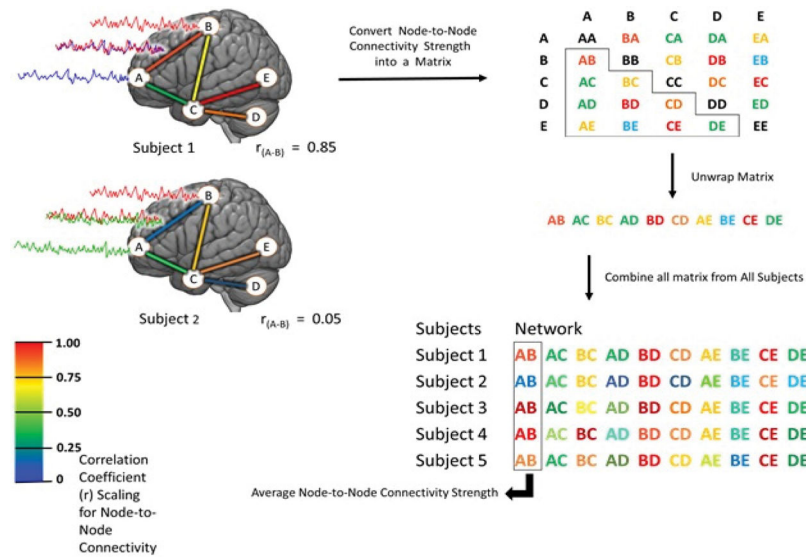 B
A
E
C
D
Subject 1
r(A-B) = 0.85
Convert Node-to-Node
Connectivity Strength
into a Matrix
A B C D E
A AA BA CA DA EA
B AB BB CB DB EB
C AC BC CC DC EC
D AD BD CD DD ED
E AE BE CE DE EE
Unwrap Matrix
AB AC BC AD BD CD AE BE CE DE
Combine all matrix from All Subjects
B
A
E
C
D
Subject 2
r(A-B) = 0.05
Subjects Network
Subject 1 AB AC BC AD BD CD AE BE CE DE
Subject 2 AB AC BC AD BD CD AE BE CE DE
Subject 3 AB AC BC AD BD CD AE BE CE DE
Subject 4 AB AC BC AD BD CD AE BE CE DE
Subject 5 AB AC BC AD BD CD AE BE CE DE
Average Node-to-Node Connectivity Strength
1.00
0.75
0.50
0.25
0
Correlation
Coefficient
(r) Scaling
for Node-to-
Node
Connectivity